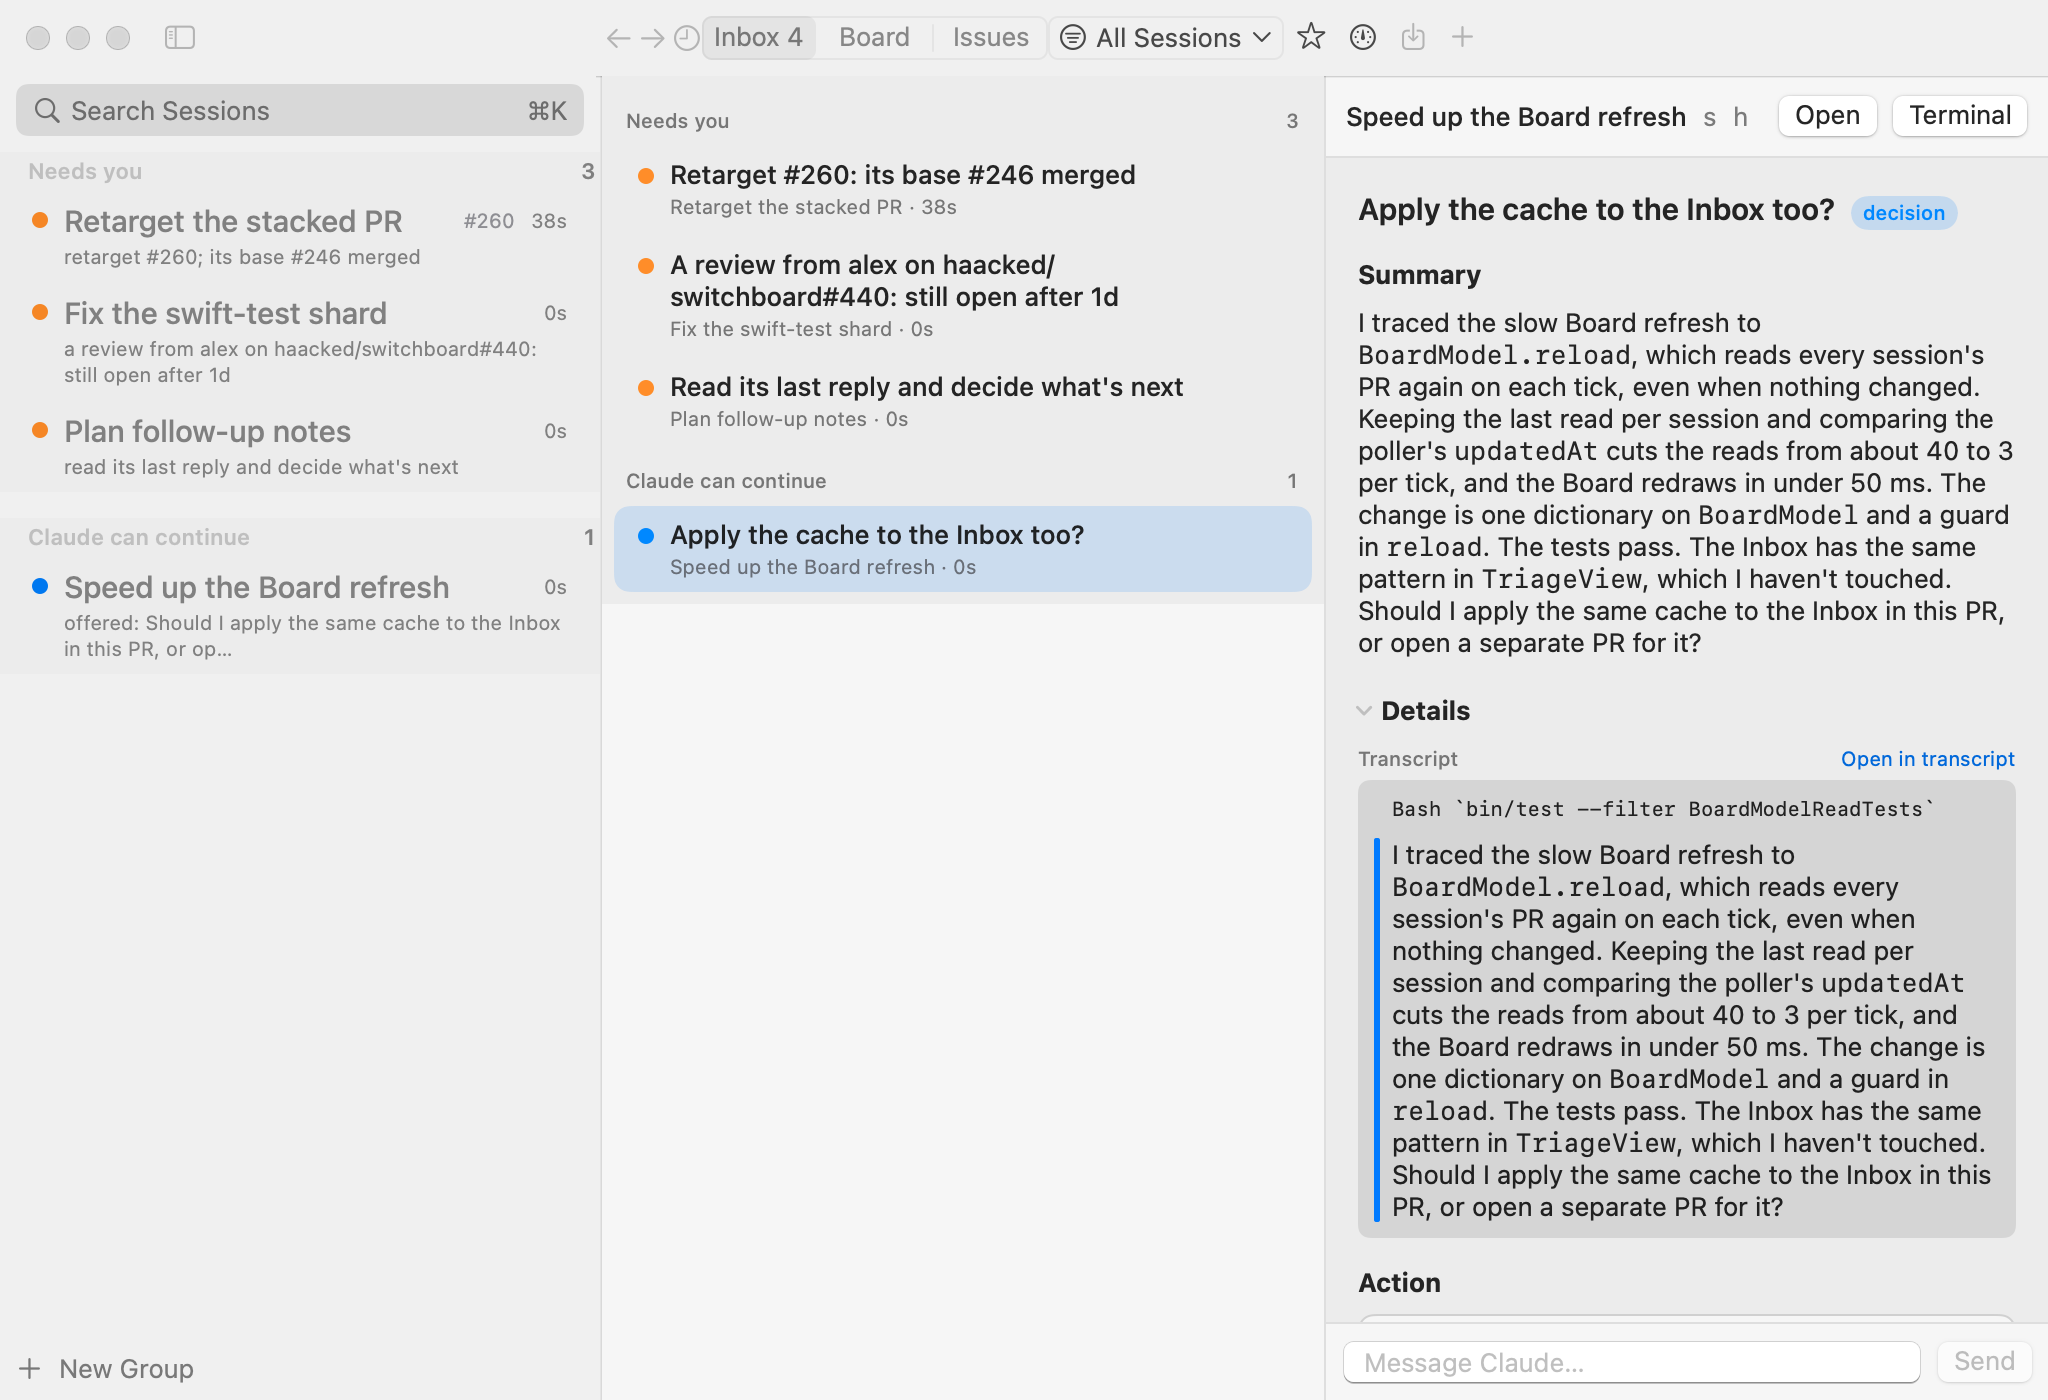 Inbox 4
Board
Issues
All Sessions
Search Sessions
⌘K
Needs you
3
Retarget the stacked PR
#260
38s
retarget #260; its base #246 merged
Fix the swift-test shard
0s
a review from alex on haacked/switchboard#440:
still open after 1d
Plan follow-up notes
0s
read its last reply and decide what's next
Claude can continue
1
Speed up the Board refresh
0s
offered: Should I apply the same cache to the Inbox
in this PR, or op…
New Group
Needs you
3
Retarget #260: its base #246 merged
Retarget the stacked PR · 38s
A review from alex on haacked/
switchboard#440: still open after 1d
Fix the swift-test shard · 0s
Read its last reply and decide what's next
Plan follow-up notes · 0s
Claude can continue
1
Apply the cache to the Inbox too?
Speed up the Board refresh · 0s
Speed up the Board refresh
s h
Open
Terminal
Apply the cache to the Inbox too?
decision
Summary
I traced the slow Board refresh to
BoardModel.reload, which reads every session's
PR again on each tick, even when nothing changed.
Keeping the last read per session and comparing the
poller's updatedAt cuts the reads from about 40 to 3
per tick, and the Board redraws in under 50 ms. The
change is one dictionary on BoardModel and a guard
in reload. The tests pass. The Inbox has the same
pattern in TriageView, which I haven't touched.
Should I apply the same cache to the Inbox in this PR,
or open a separate PR for it?
Details
Transcript
Open in transcript
Bash `bin/test --filter BoardModelReadTests`
I traced the slow Board refresh to
BoardModel.reload, which reads every
session's PR again on each tick, even when
nothing changed. Keeping the last read per
session and comparing the poller's updatedAt
cuts the reads from about 40 to 3 per tick, and
the Board redraws in under 50 ms. The change is
one dictionary on BoardModel and a guard in
reload. The tests pass. The Inbox has the same
pattern in TriageView, which I haven't touched.
Should I apply the same cache to the Inbox in this
PR, or open a separate PR for it?
Action
Message Claude...
Send